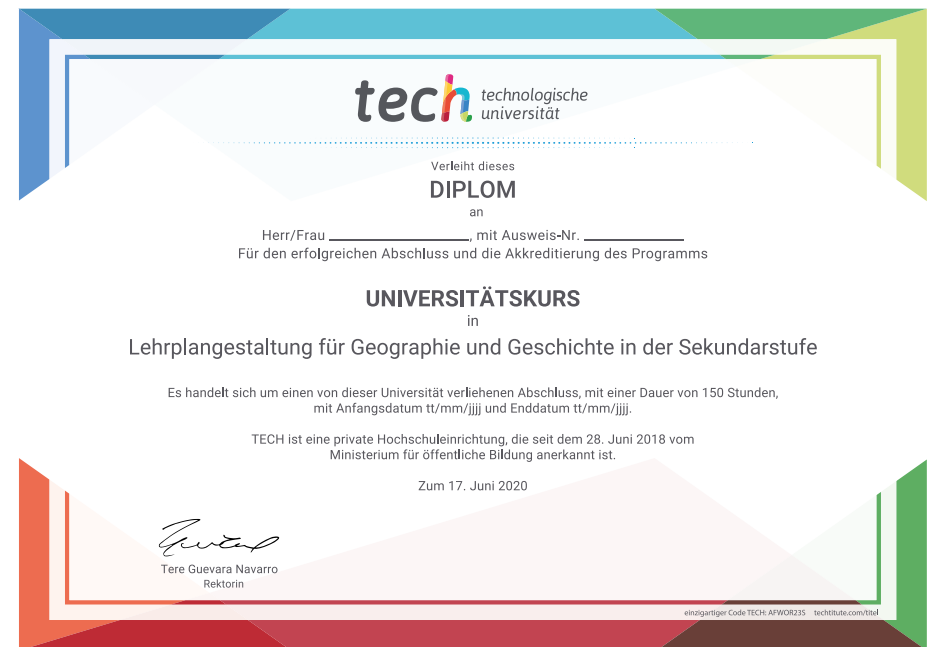 tech technologische
universität
Verleiht dieses
DIPLOM
an
Herr/Frau ____________________, mit Ausweis-Nr. ______________
Für den erfolgreichen Abschluss und die Akkreditierung des Programms
UNIVERSITÄTSKURS
in
Lehrplangestaltung für Geographie und Geschichte in der Sekundarstufe
Es handelt sich um einen von dieser Universität verliehenen Abschluss, mit einer Dauer von 150 Stunden,
mit Anfangsdatum tt/mm/jjjj und Enddatum tt/mm/jjjj.
TECH ist eine private Hochschuleinrichtung, die seit dem 28. Juni 2018 vom
Ministerium für öffentliche Bildung anerkannt ist.
Zum 17. Juni 2020
Tere Guevara Navarro
Rektorin
einzigartiger Code TECH: AFWOR23S techtitute.com/titel